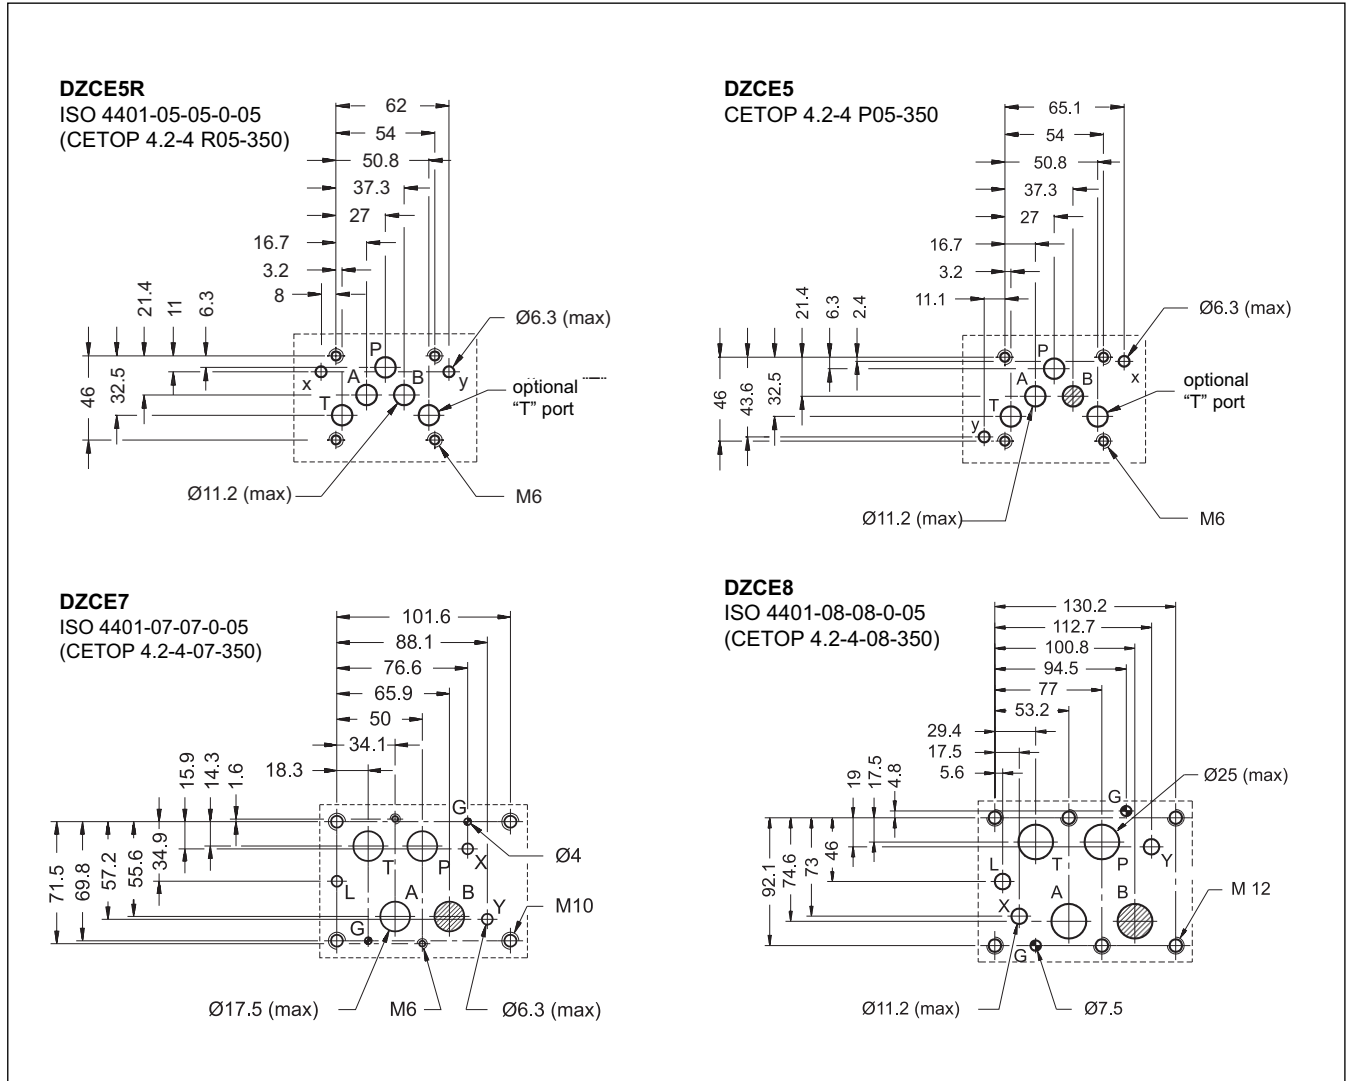 DZCE5R
ISO 4401-05-05-0-05
(CETOP 4.2-4 R05-350)
62
54
50.8
37.3
27
16.7
3.2
8
21.4
11
6.3
46
32.5
Ø6.3 (max)
P
x
A
B
y
T
optional
“T” port
Ø11.2 (max)
M6
DZCE5
CETOP 4.2-4 P05-350
65.1
54
50.8
37.3
27
16.7
3.2
11.1
21.4
6.3
2.4
46
43.6
32.5
Ø6.3 (max)
P
x
A
B
T
y
optional
“T” port
Ø11.2 (max)
M6
DZCE7
ISO 4401-07-07-0-05
(CETOP 4.2-4-07-350)
101.6
88.1
76.6
65.9
50
34.1
18.3
15.9
14.3
1.6
71.5
69.8
57.2
55.6
34.9
G
Ø4
T
P
X
L
A
B
Y
M10
G
Ø17.5 (max)
M6
Ø6.3 (max)
DZCE8
ISO 4401-08-08-0-05
(CETOP 4.2-4-08-350)
130.2
112.7
100.8
94.5
77
53.2
29.4
17.5
5.6
19
17.5
4.8
92.1
74.6
73
46
Ø25 (max)
G
T
P
Y
L
A
B
X
M 12
G
Ø11.2 (max)
Ø7.5